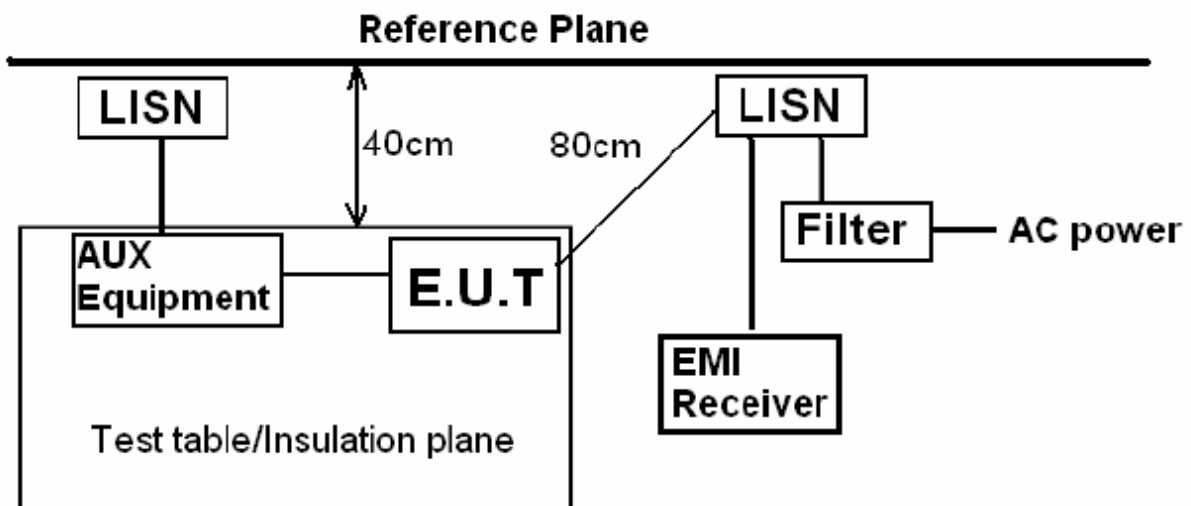 Reference Plane
LISN
40cm
80cm
LISN
Filter
AC power
AUX
Equipment
E.U.T
EMI
Receiver
Test table/Insulation plane